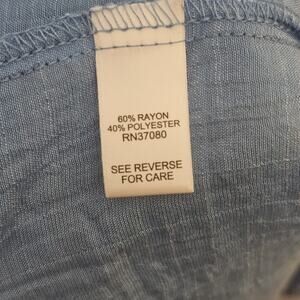 60% RAYON
40% POLYESTER
RN37080
SEE REVERSE
FOR CARE